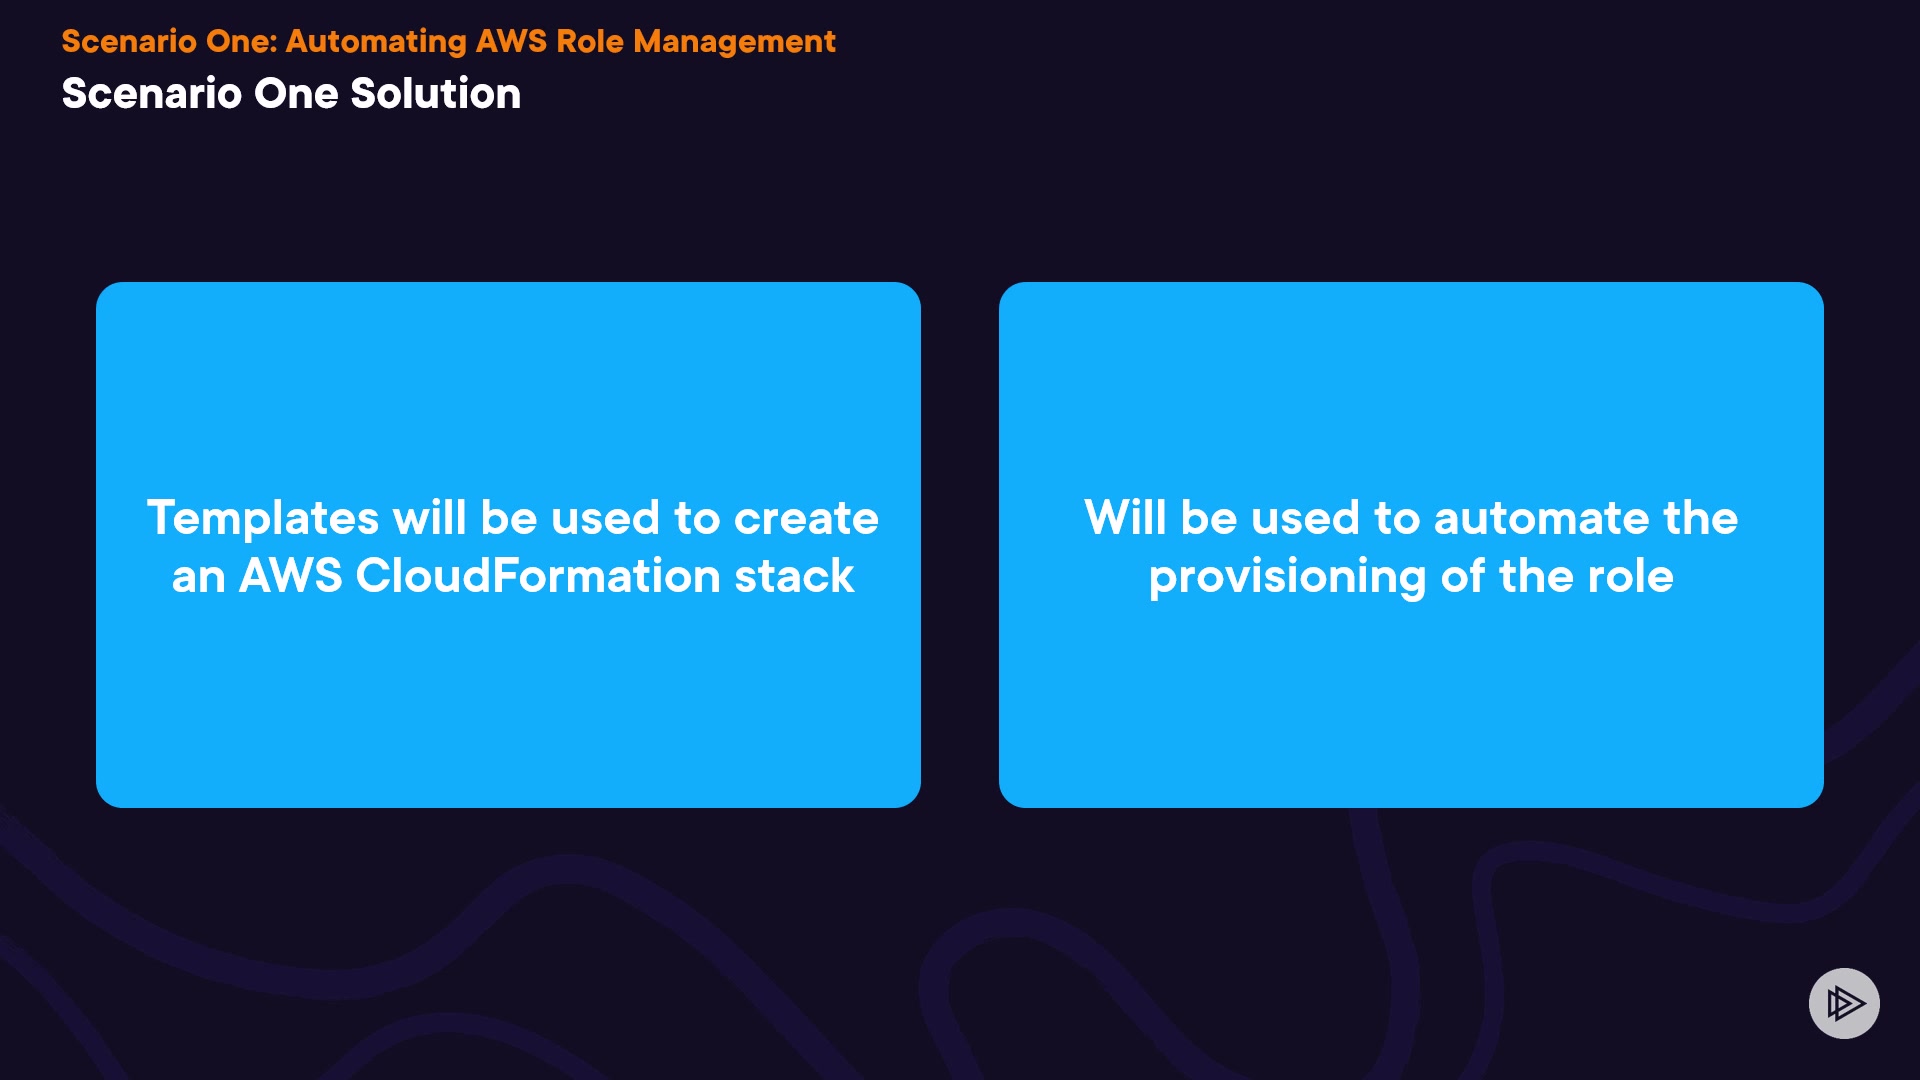 Scenario One: Automating AWS Role Management
Scenario One Solution
Templates will be used to create
an AWS CloudFormation stack
Will be used to automate the
provisioning of the role